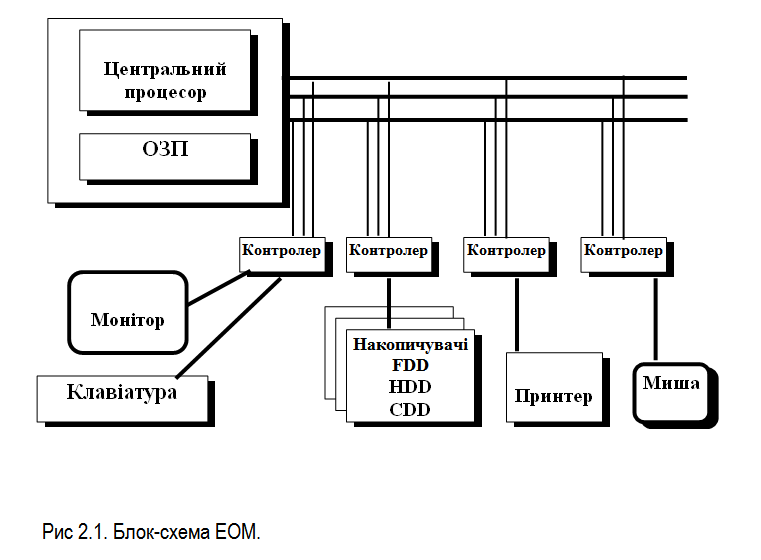 Центральний
процесор
ОЗП
Контролер
Контролер
Контролер
Контролер
Монітор
Клавіатура
Накопичувачі
FDD
HDD
CDD
Принтер
Миша
Рис 2.1. Блок-схема ЕОМ.